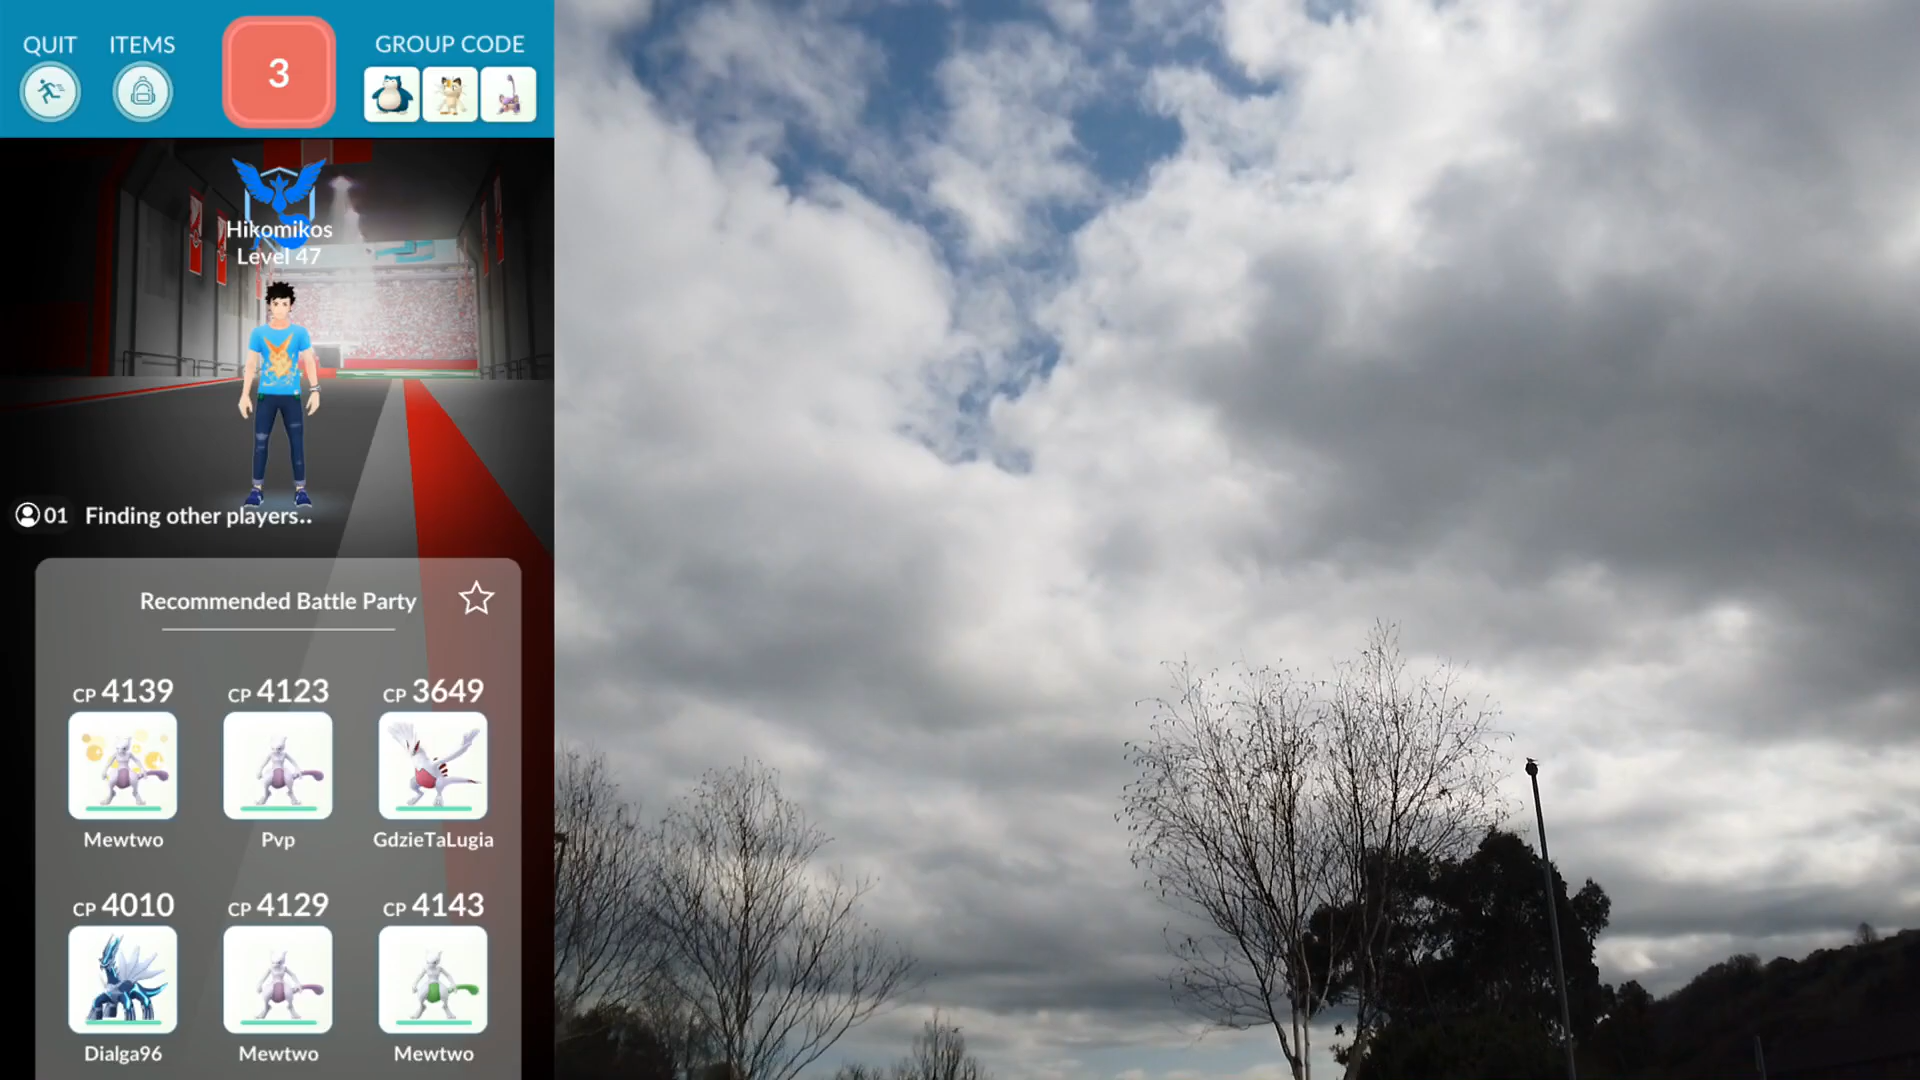 QUIT
ITEMS
3
GROUP CODE
Hikomikos
Level 47
01 Finding other players..
Recommended Battle Party
CP 4139
CP 4123
CP 3649
Mewtwo
Pvp
GdzieTaLugia
CP 4010
CP 4129
CP 4143
Dialga96
Mewtwo
Mewtwo